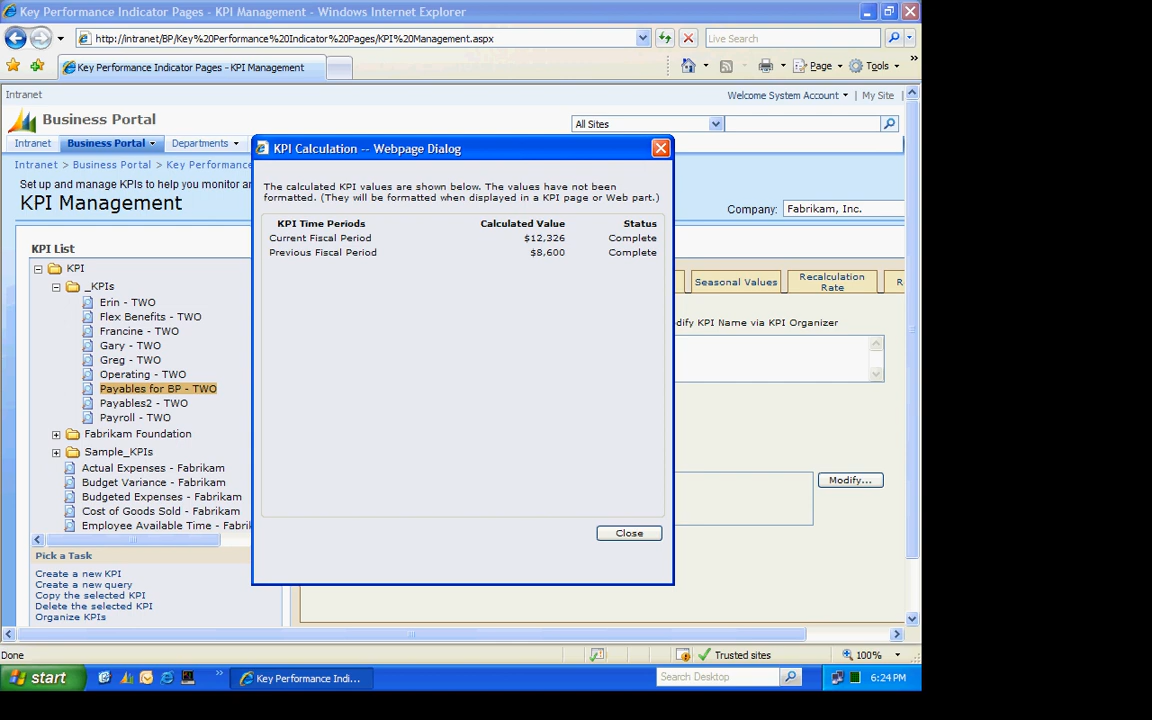 Key Performance Indicator Pages - KPI Management - Windows Internet Explorer
http://intranet/BP/Key%20Performance%20Indicator%20Pages/KPI%20Management.aspx
Live Search
Key Performance Indicator Pages - KPI Management
Page
Tools
Intranet
Welcome System Account
My Site
Business Portal
All Sites
Intranet
Business Portal
Departments
Intranet > Business Portal > Key Performance
Set up and manage KPIs to help you monitor an
KPI Management
Company:
Fabrikam, Inc.
KPI Calculation -- Webpage Dialog
The calculated KPI values are shown below. The values have not been
formatted. (They will be formatted when displayed in a KPI page or Web part.)
KPI Time Periods Calculated Value Status
Current Fiscal Period $12,326 Complete
Previous Fiscal Period $8,600 Complete
Close
KPI List
KPI
_KPIs
Erin - TWO
Flex Benefits - TWO
Francine - TWO
Gary - TWO
Greg - TWO
Operating - TWO
Payables for BP - TWO
Payables2 - TWO
Payroll - TWO
Fabrikam Foundation
Sample_KPIs
Actual Expenses - Fabrikam
Budget Variance - Fabrikam
Budgeted Expenses - Fabrikam
Cost of Goods Sold - Fabrikam
Employee Available Time - Fabrik
Seasonal Values
Recalculation
Rate
R
dify KPI Name via KPI Organizer
Modify...
Pick a Task
Create a new KPI
Create a new query
Copy the selected KPI
Delete the selected KPI
Organize KPIs
Done
Trusted sites
100%
start
Key Performance Indi...
Search Desktop
6:24 PM